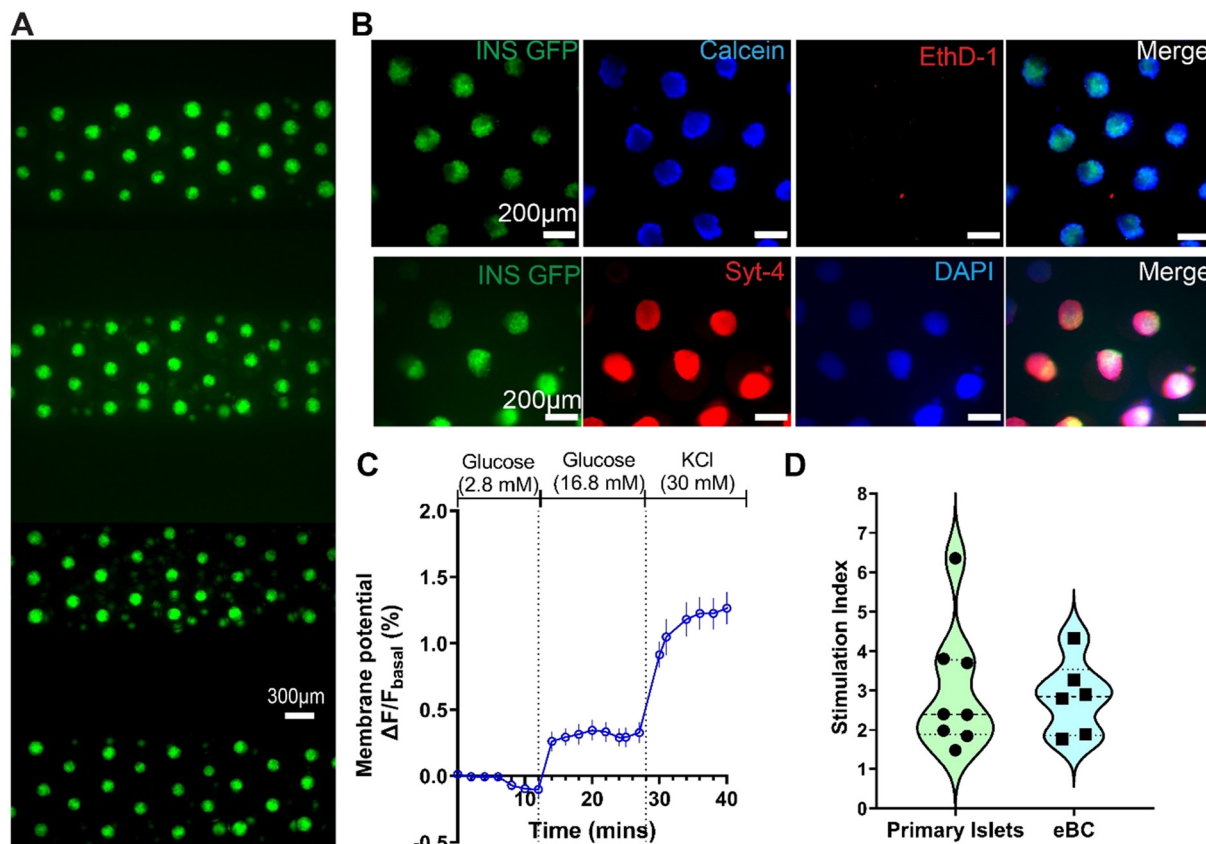 A
300μm
B
INS GFP
Calcein
EthD-1
Merge
200μm
INS GFP
Syt-4
DAPI
Merge
200μm
C
Glucose
(2.8 mM)
Glucose
(16.8 mM)
KCl
(30 mM)
Membrane potential
ΔF/Fbasal (%)
2.0
1.5
1.0
0.5
0.0
-0.5
10
20
30
40
Time (mins)
D
Stimulation Index
8
7
6
5
4
3
2
1
0
Primary Islets
eBC